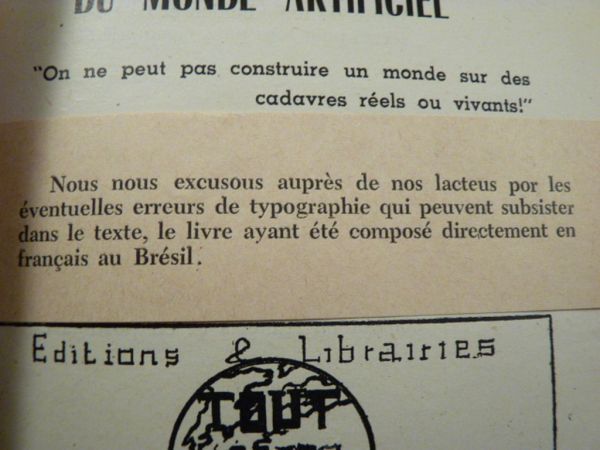 DU MONDE ARTIFICIEL
"On ne peut pas construire un monde sur des
cadavres réels ou vivants!"
Nous nous excusous auprès de nos lacteus por les
éventuelles erreurs de typographie qui peuvent subsister
dans le texte, le livre ayant été composé directement en
français au Brésil.
Editions & Librairies
TOUT